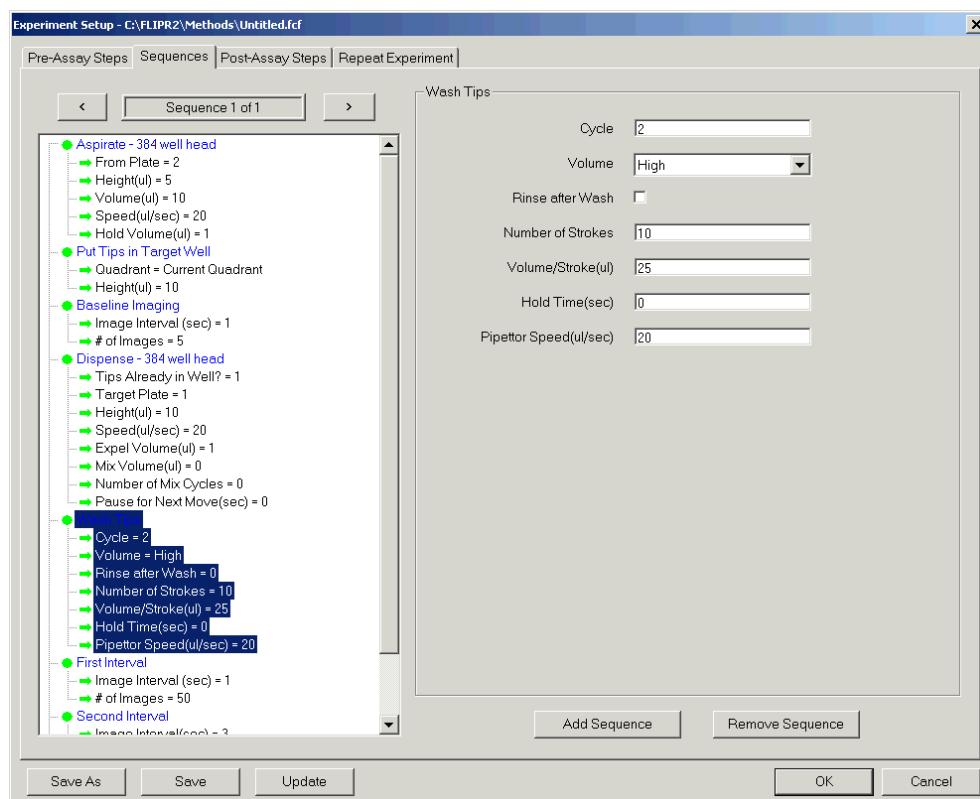 Experiment Setup - C:\FLIPR2\Methods\Untitled.fcf
Pre-Assay Steps Sequences Post-Assay Steps Repeat Experiment
< Sequence 1 of 1 >
Aspirate - 384 well head
From Plate = 2
Height(ul) = 5
Volume(ul) = 10
Speed(ul/sec) = 20
Hold Volume(ul) = 1
Put Tips in Target Well
Quadrant = Current Quadrant
Height(ul) = 10
Baseline Imaging
Image Interval (sec) = 1
# of Images = 5
Dispense - 384 well head
Tips Already in Well? = 1
Target Plate = 1
Height(ul) = 10
Speed(ul/sec) = 20
Expel Volume(ul) = 1
Mix Volume(ul) = 0
Number of Mix Cycles = 0
Pause for Next Move(sec) = 0
Wash Tips
Cycle = 2
Volume = High
Rinse after Wash = 0
Number of Strokes = 10
Volume/Stroke(ul) = 25
Hold Time(sec) = 0
Pipettor Speed(ul/sec) = 20
First Interval
Image Interval (sec) = 1
# of Images = 50
Second Interval
Image Interval(sec) = 3
Wash Tips
Cycle 2
Volume High
Rinse after Wash
Number of Strokes 10
Volume/Stroke(ul) 25
Hold Time(sec) 0
Pipettor Speed(ul/sec) 20
Add Sequence Remove Sequence
Save As Save Update OK Cancel